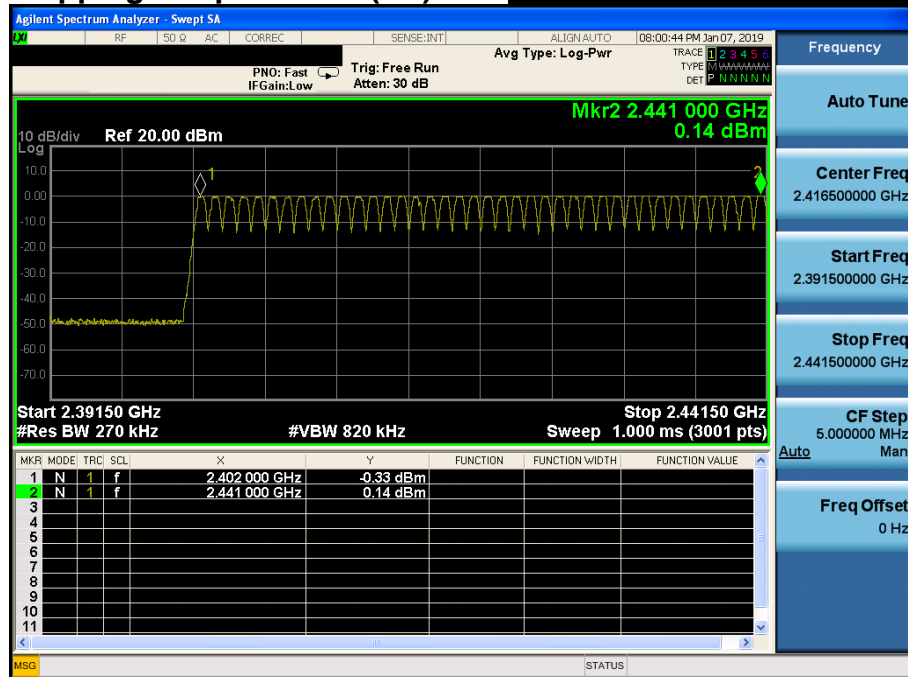 Agilent Spectrum Analyzer - Swept SA
LXI RF 50 Ω AC CORREC SENSE:INT ALIGN AUTO 08:00:44 PM Jan 07, 2019
Frequency
Avg Type: Log-Pwr TRACE 1 2 3 4 5 6
PNO: Fast Trig: Free Run TYPE M WWWWW
IFGain:Low Atten: 30 dB DET P N N N N N
Auto Tune
Mkr2 2.441 000 GHz
10 dB/div Ref 20.00 dBm 0.14 dBm
Log
10.0
0.00
-10.0
-20.0
-30.0
-40.0
-50.0
-60.0
-70.0
1
2
Center Freq
2.416500000 GHz
Start Freq
2.391500000 GHz
Stop Freq
2.441500000 GHz
Start 2.39150 GHz Stop 2.44150 GHz
#Res BW 270 kHz #VBW 820 kHz Sweep 1.000 ms (3001 pts)
CF Step
5.000000 MHz
Auto Man
MKR MODE TRC SCL X Y FUNCTION FUNCTION WIDTH FUNCTION VALUE
1 N 1 f 2.402 000 GHz -0.33 dBm
2 N 1 f 2.441 000 GHz 0.14 dBm
3
4
5
6
7
8
9
10
11
Freq Offset
0 Hz
MSG STATUS